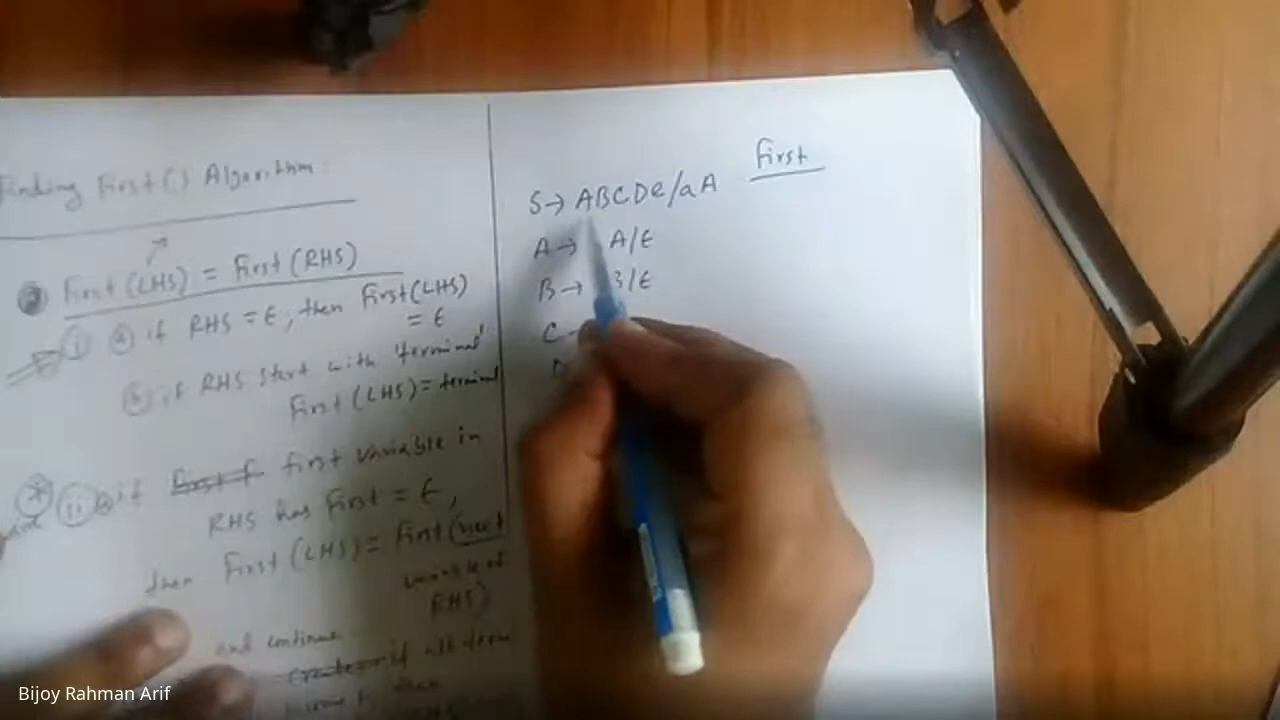 Finding First() Algorithm:
First(LHS) = First(RHS)
i a if RHS = ε, then First(LHS)
= ε
b if RHS start with 'terminal'
First(LHS) = terminal
ii a if first variable in
RHS has First = ε,
then First(LHS) = First(next
variable of
RHS)
and continue
if all
First
S → ABCDe/aA
A → A/ε
B → B/ε
C
D
Bijoy Rahman Arif